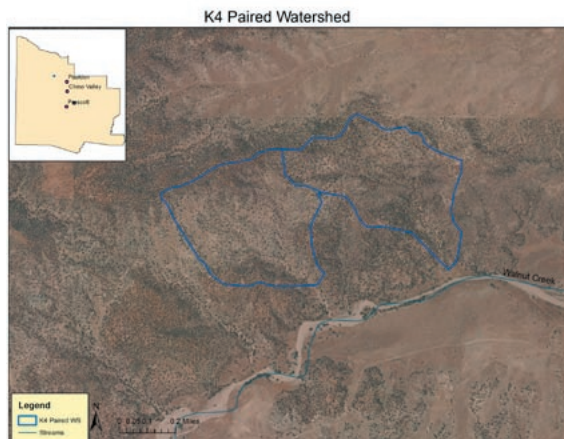 K4 Paired Watershed
Paulden
Chino Valley
Prescott
Walnut Creek
Legend
K4 Paired WS
Streams
N
0.2 Miles